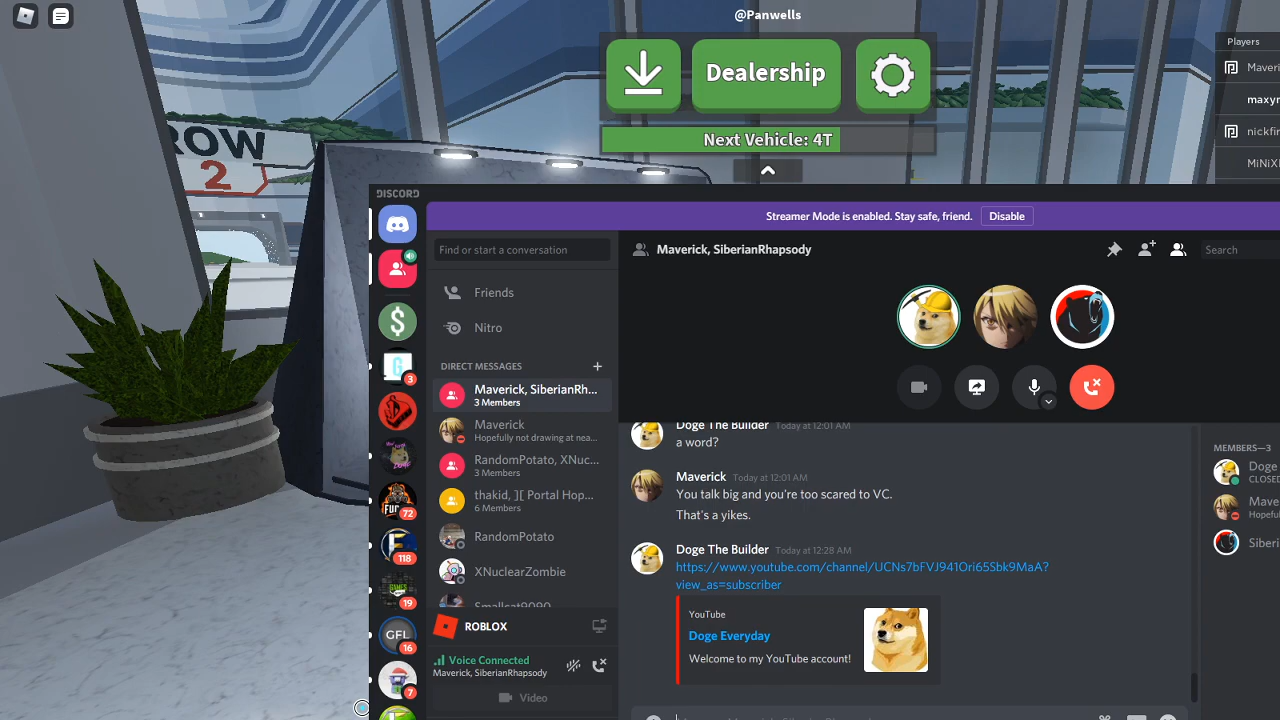 @Panwells
Players
Dealership
Next Vehicle: 4T
Maveri
maxyn
nickfir
MiNiXl
ROW
2
DISCORD
Streamer Mode is enabled. Stay safe, friend.
Disable
Find or start a conversation
Maverick, SiberianRhapsody
Search
Friends
Nitro
DIRECT MESSAGES
Maverick, SiberianRh...
3 Members
Maverick
Hopefully not drawing at nea...
RandomPotato, XNuc...
3 Members
thakid, ][ Portal Hop...
6 Members
RandomPotato
XNuclearZombie
Smallcat9090
ROBLOX
Voice Connected
Maverick, SiberianRhapsody
Video
3
72
118
19
GFL
16
7
Doge The Builder Today at 12:01 AM
a word?
Maverick Today at 12:01 AM
You talk big and you're too scared to VC.
That's a yikes.
Doge The Builder Today at 12:28 AM
https://www.youtube.com/channel/UCNs7bFVJ941Ori65Sbk9MaA?
view_as=subscriber
YouTube
Doge Everyday
Welcome to my YouTube account!
MEMBERS—3
Doge
CLOSED
Mave
Hopefu
Siberi